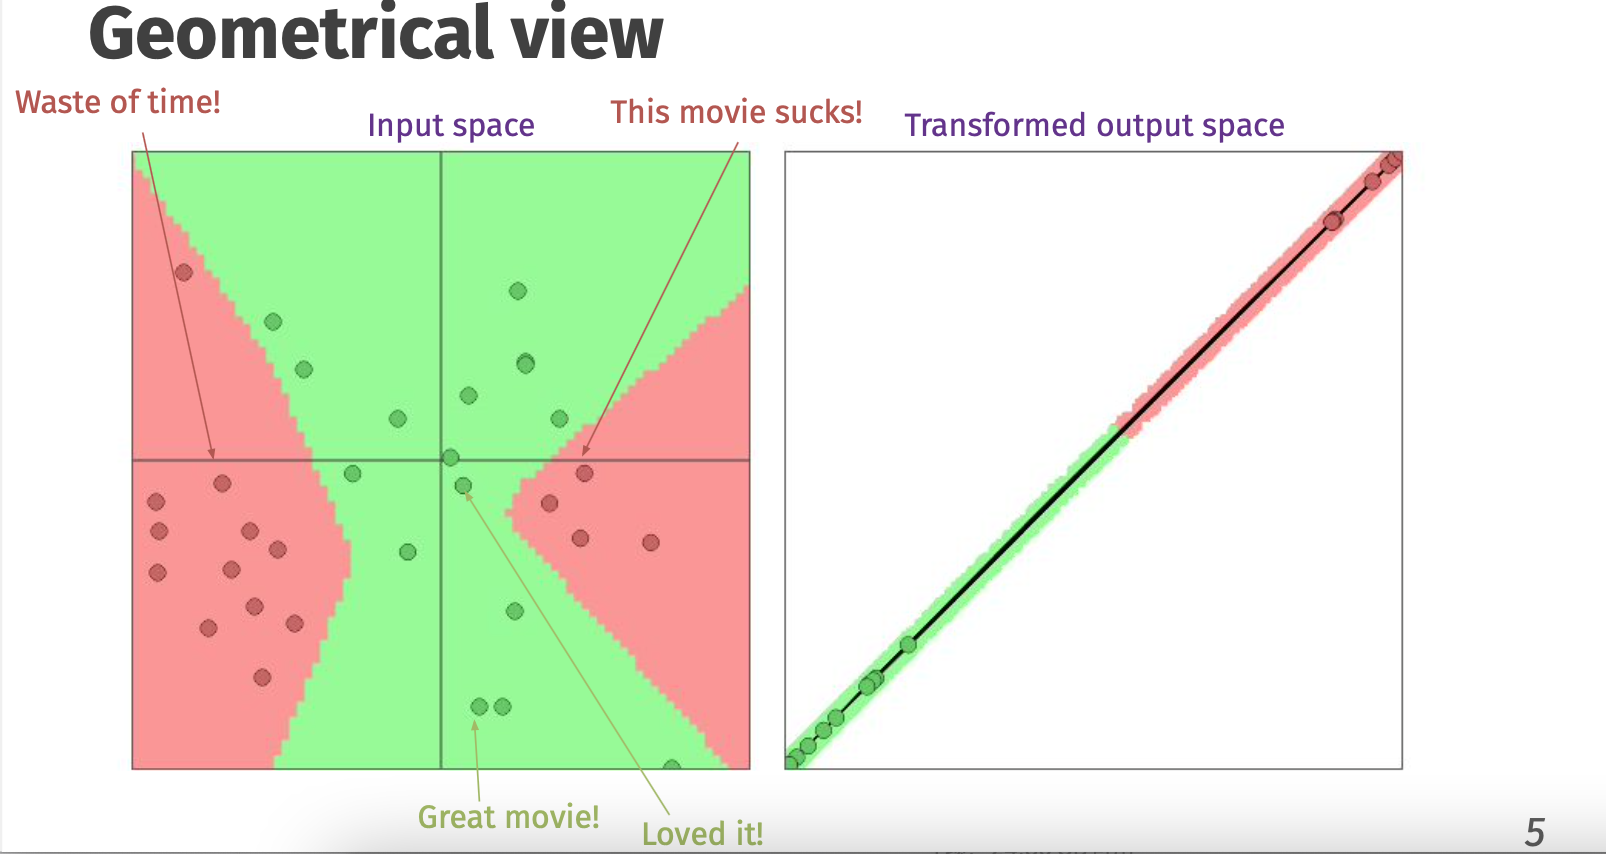 Geometrical view
Waste of time!
Input space
This movie sucks!
Transformed output space
Great movie!
Loved it!
5